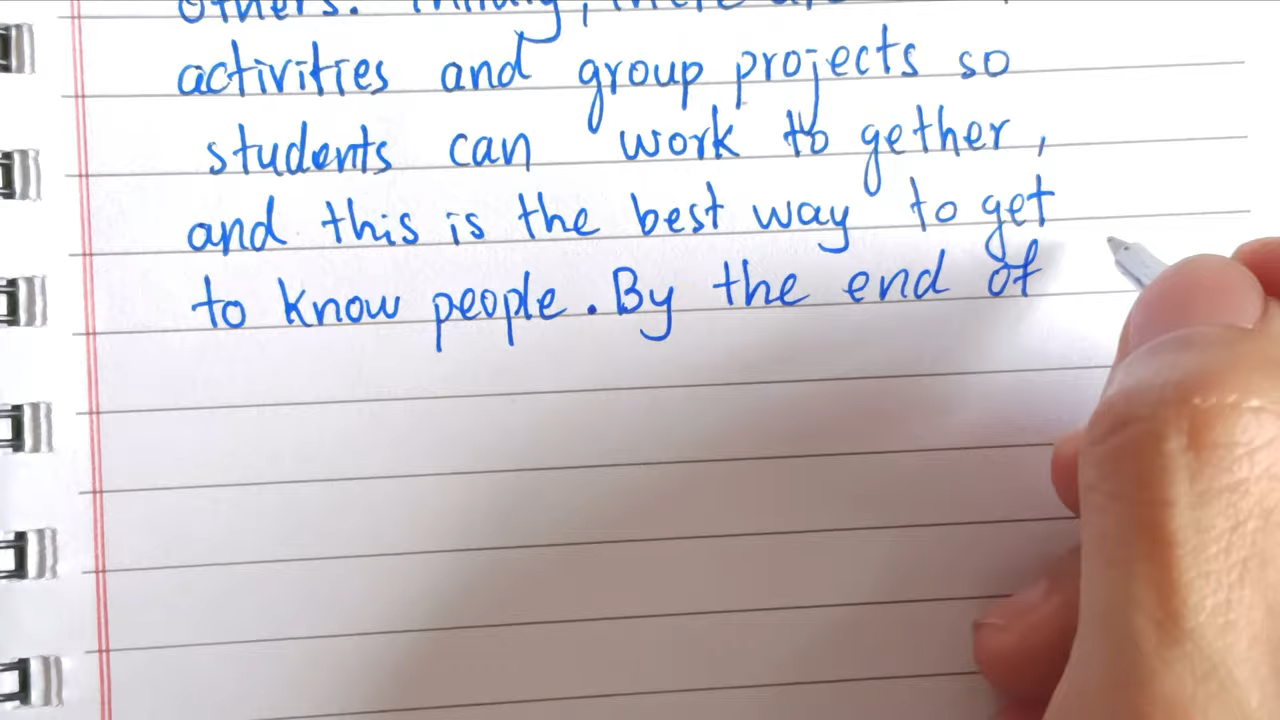 others.
activities and group projects so
students can work to gether,
and this is the best way to get
to know people. By the end of